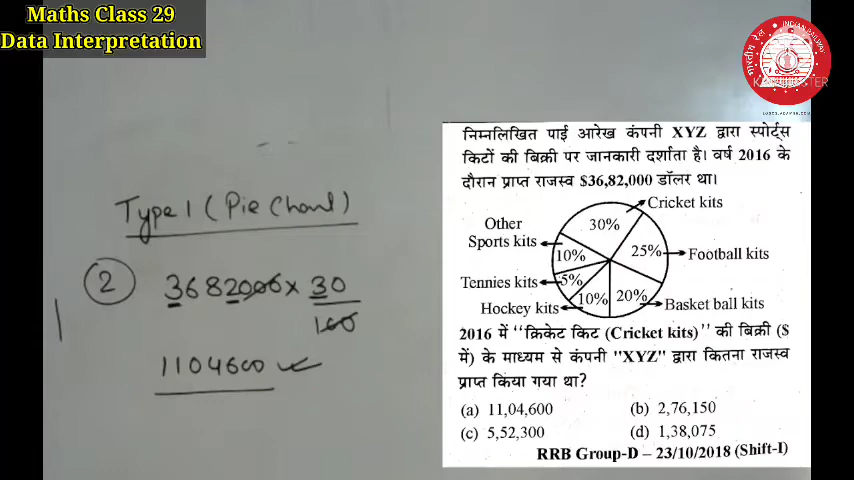 Maths Class 29
Data Interpretation
Type 1 (Pie Chart)
2
3682000 x 30
100
1104600
INDIAN RAILWAY
भारतीय रेल
निम्नलिखित पाई आरेख कंपनी XYZ द्वारा स्पोर्ट्स
किटों की बिक्री पर जानकारी दर्शाता है। वर्ष 2016 के
दौरान प्राप्त राजस्व $36,82,000 डॉलर था।
Cricket kits
30%
Other
Sports kits
10%
25%
Football kits
Tennies kits
5%
Hockey kits
10%
20%
Basket ball kits
2016 में "क्रिकेट किट (Cricket kits)" की बिक्री ($
में) के माध्यम से कंपनी "XYZ" द्वारा कितना राजस्व
प्राप्त किया गया था?
(a) 11,04,600 (b) 2,76,150
(c) 5,52,300 (d) 1,38,075
RRB Group-D – 23/10/2018 (Shift-I)